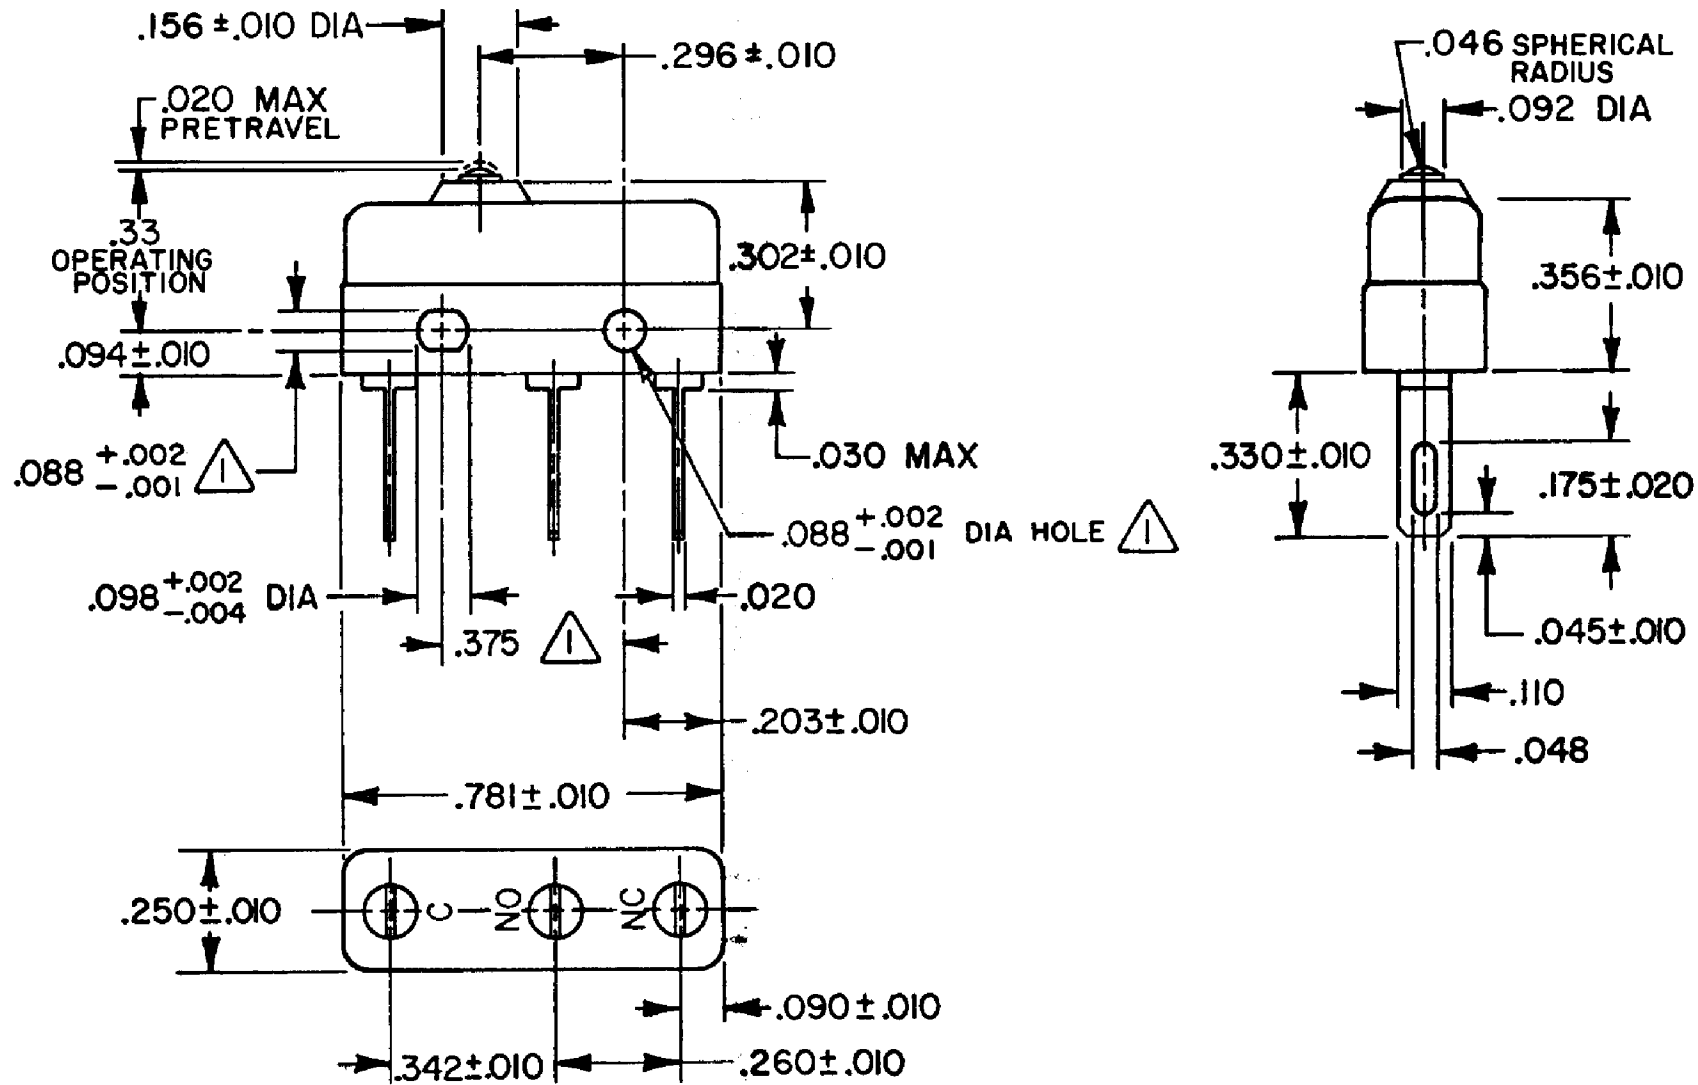 .156 ±.010 DIA
.296 ±.010
.020 MAX
PRETRAVEL
.33
OPERATING
POSITION
.302±.010
.094±.010
.088 +.002
-.001 1
.030 MAX
.088 +.002
-.001 DIA HOLE 1
.098 +.002
-.004 DIA
.020
.375 1
.203±.010
.781±.010
.250±.010
C
NO
NC
.090±.010
.342±.010
.260±.010
.046 SPHERICAL
RADIUS
.092 DIA
.356±.010
.330±.010
.175±.020
.045±.010
.110
.048